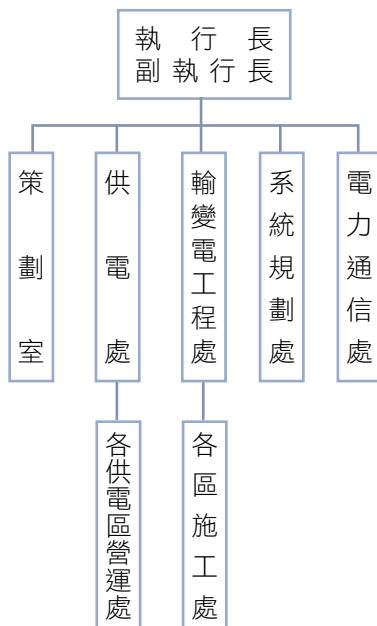 執行長
副執行長
策劃室
供電處
輸變電工程處
系統規劃處
電力通信處
各供電區營運處
各區施工處